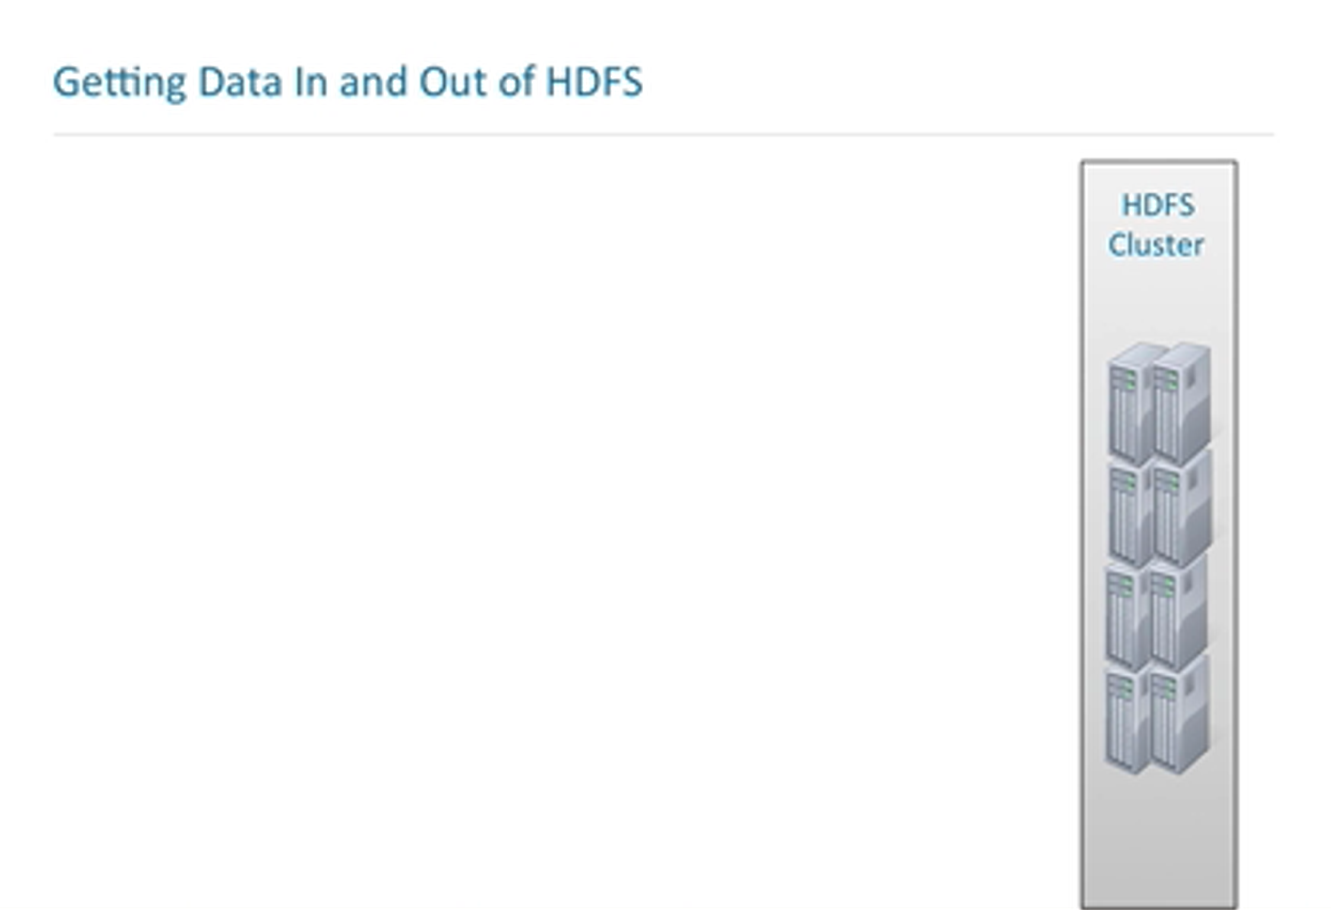 Getting Data In and Out of HDFS
HDFS
Cluster